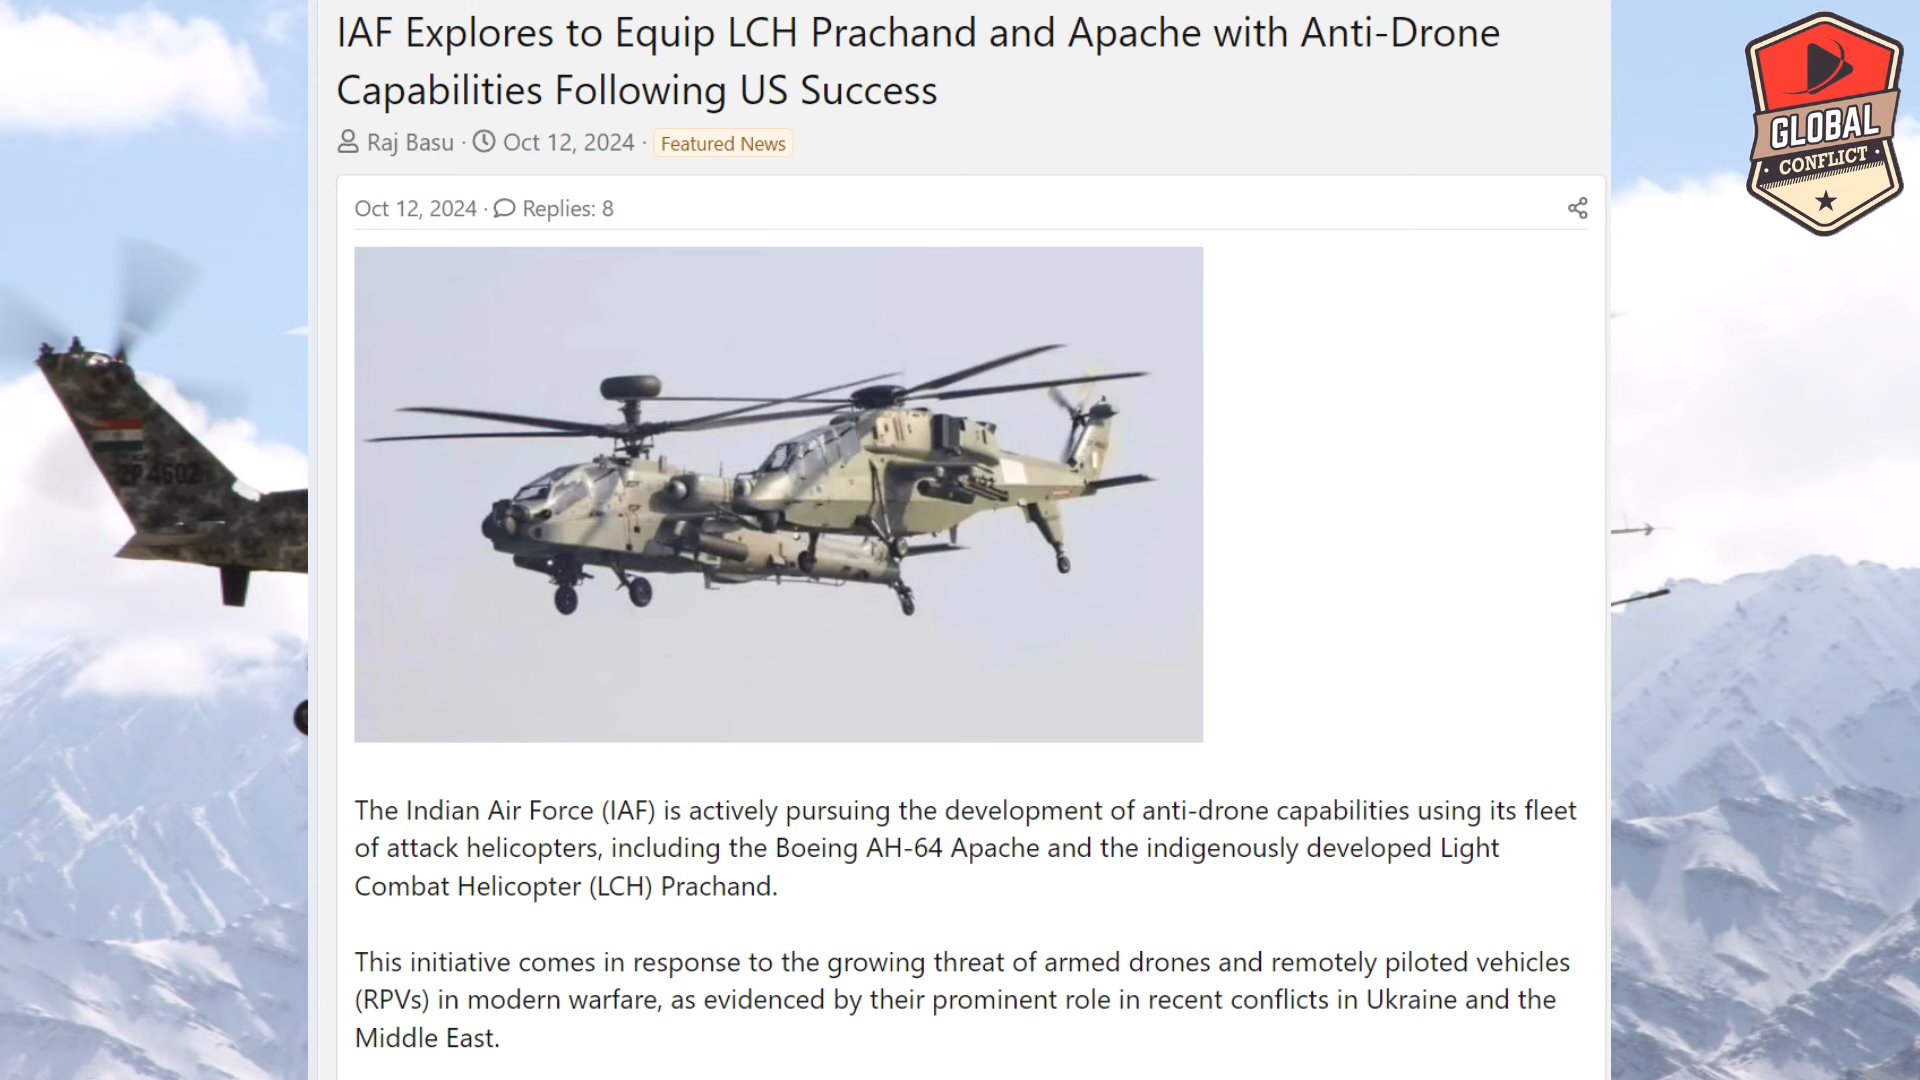 IAF Explores to Equip LCH Prachand and Apache with Anti-Drone
Capabilities Following US Success
Raj Basu · Oct 12, 2024 · Featured News
Oct 12, 2024 · Replies: 8
The Indian Air Force (IAF) is actively pursuing the development of anti-drone capabilities using its fleet
of attack helicopters, including the Boeing AH-64 Apache and the indigenously developed Light
Combat Helicopter (LCH) Prachand.
This initiative comes in response to the growing threat of armed drones and remotely piloted vehicles
(RPVs) in modern warfare, as evidenced by their prominent role in recent conflicts in Ukraine and the
Middle East.
GLOBAL
CONFLICT
ZP 4602